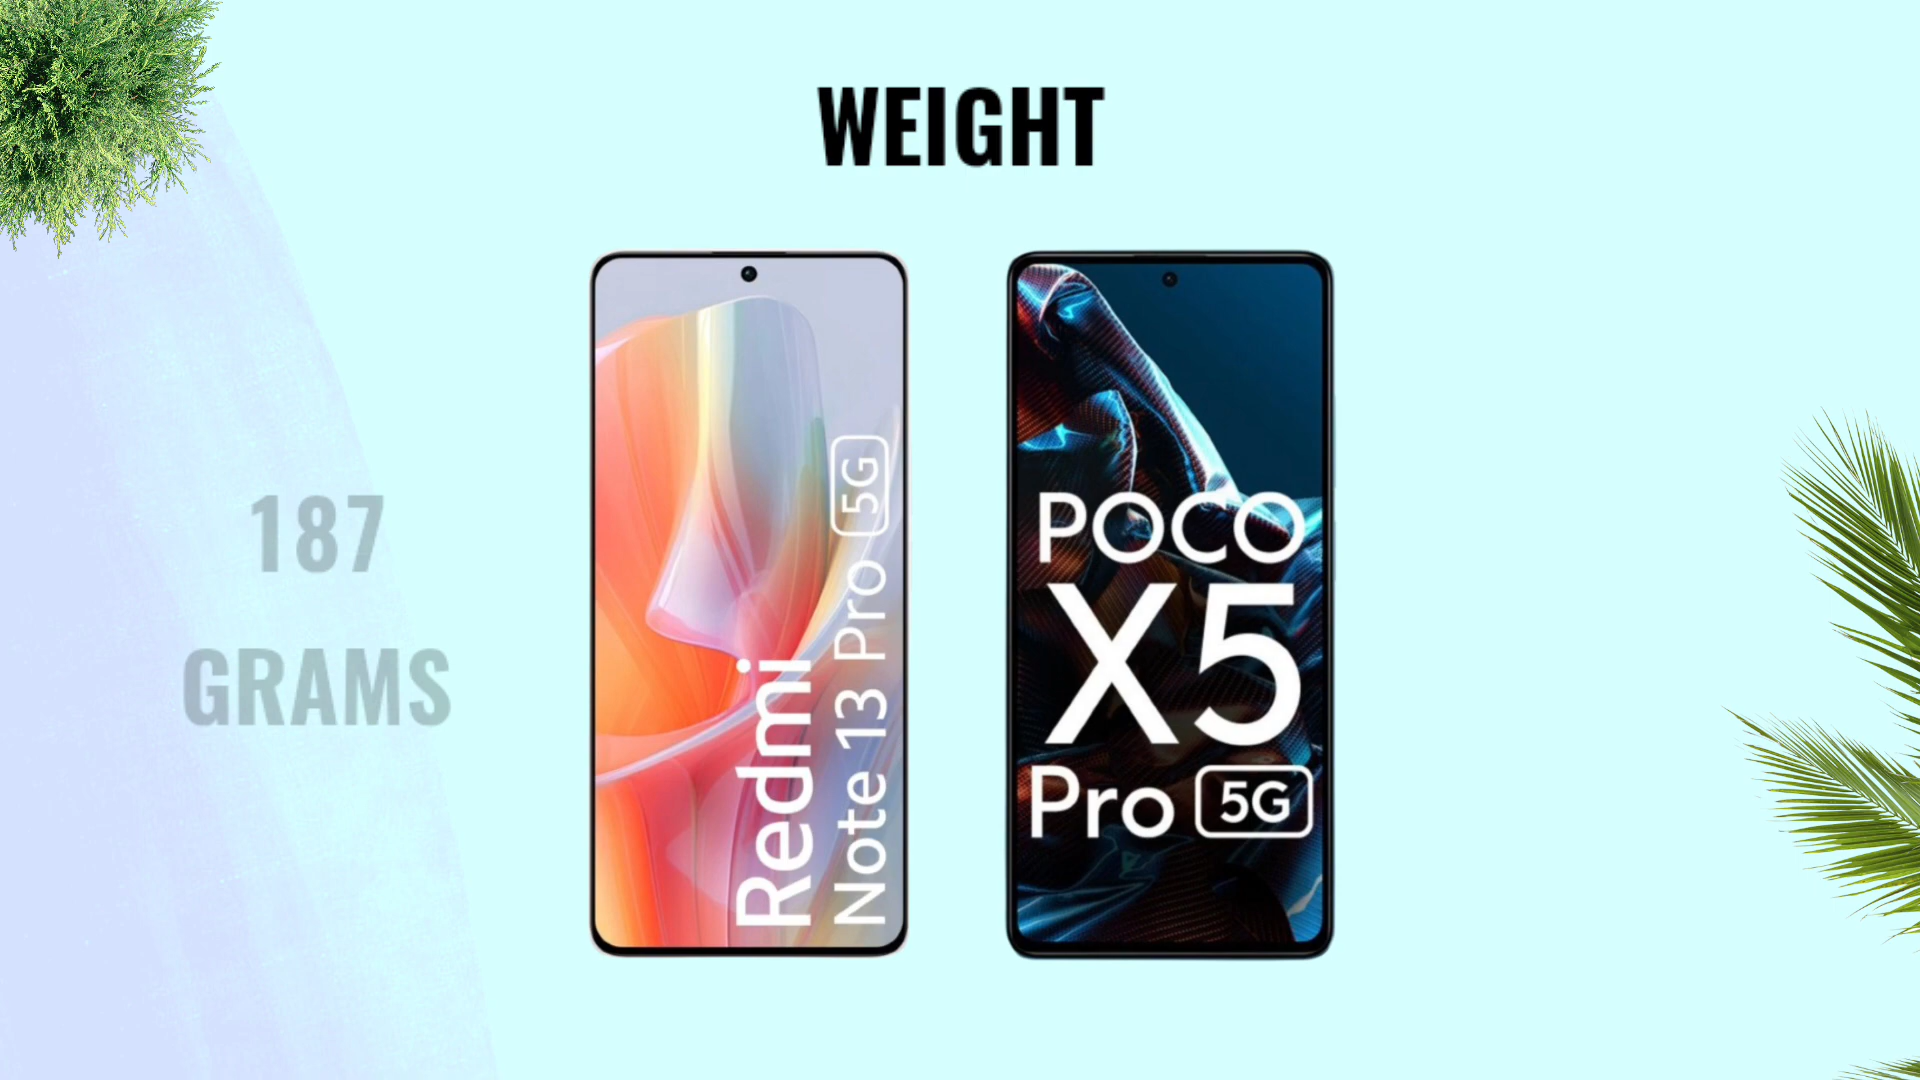 WEIGHT
187
GRAMS
Redmi
Note 13 Pro 5G
POCO
X5
Pro 5G